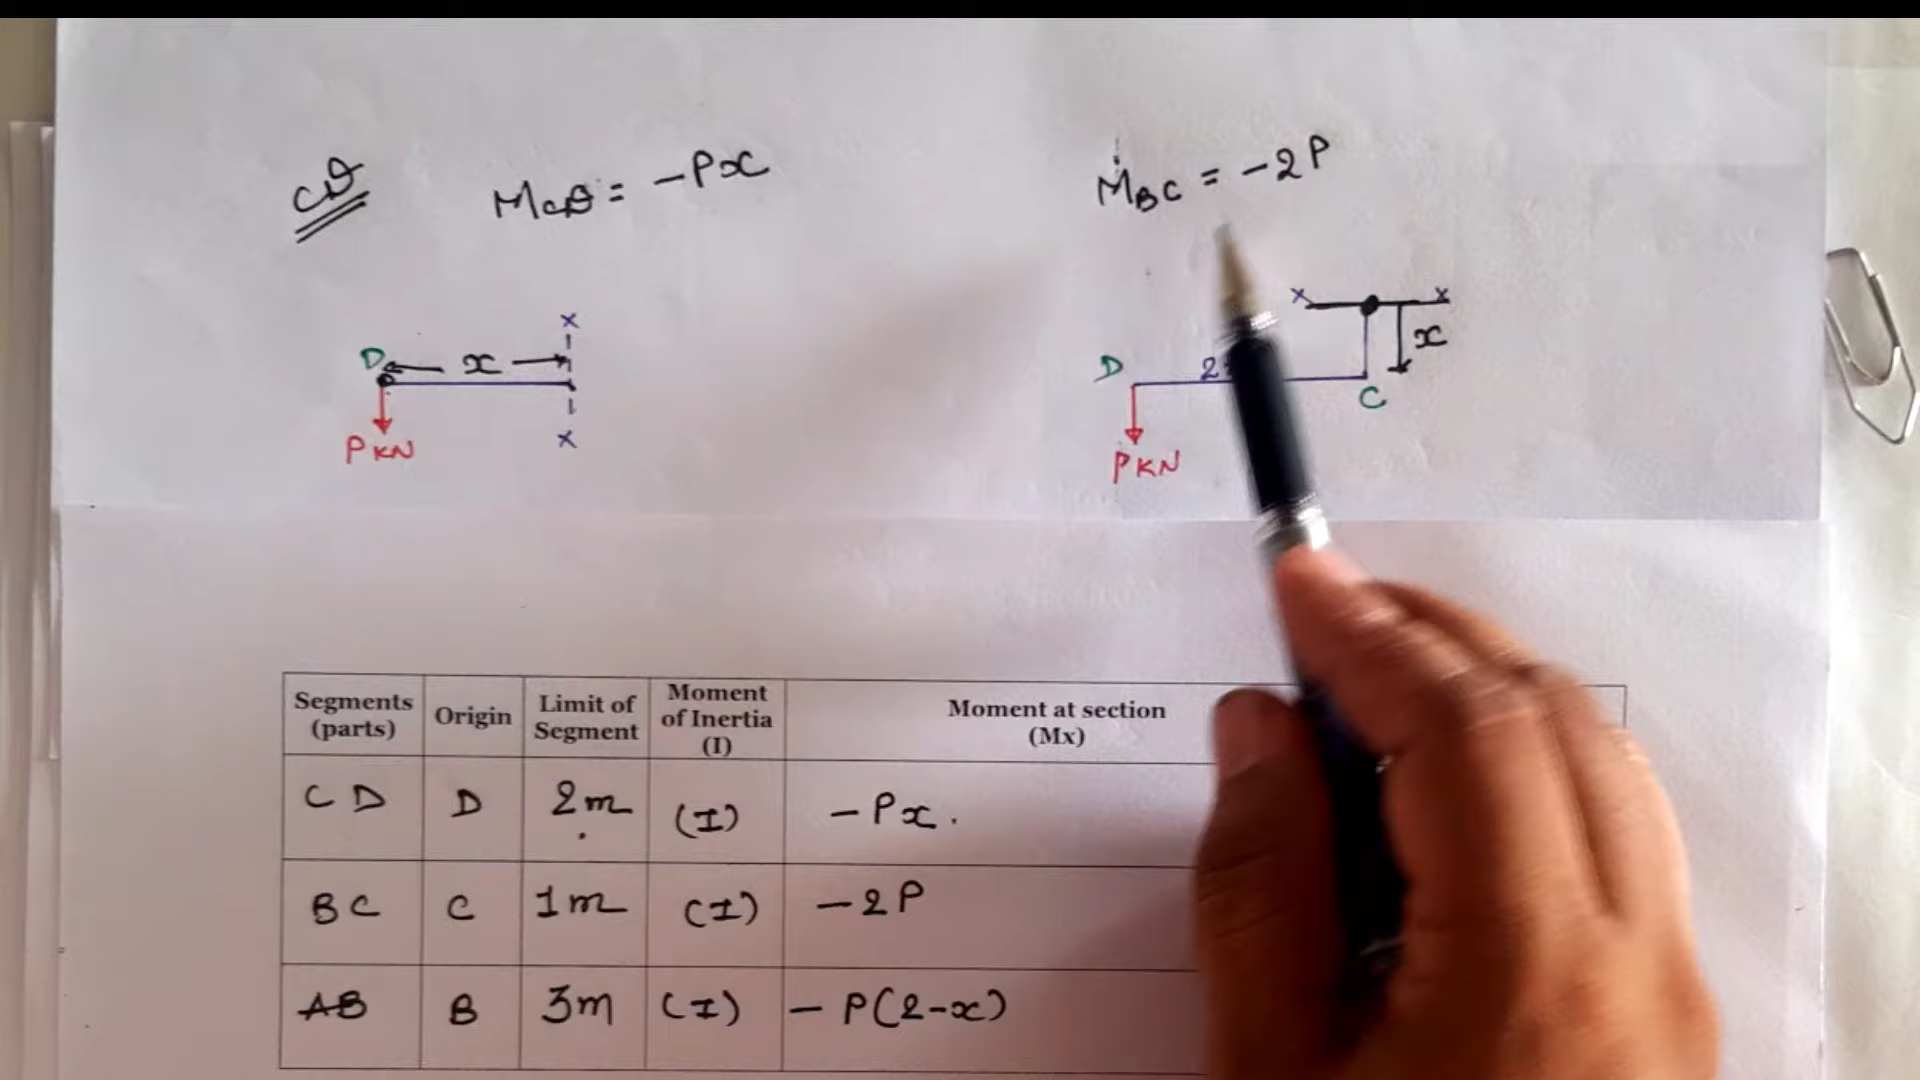 CD
M_CD = -Px
M_BC = -2P
x
D
x
x
P KN
x
x
x
D
2
C
P KN
Segments (parts)
Origin
Limit of Segment
Moment of Inertia (I)
Moment at section (Mx)
CD D 2m (I) -Px.
BC C 1m (I) -2P
AB B 3m (I) -P(2-x)